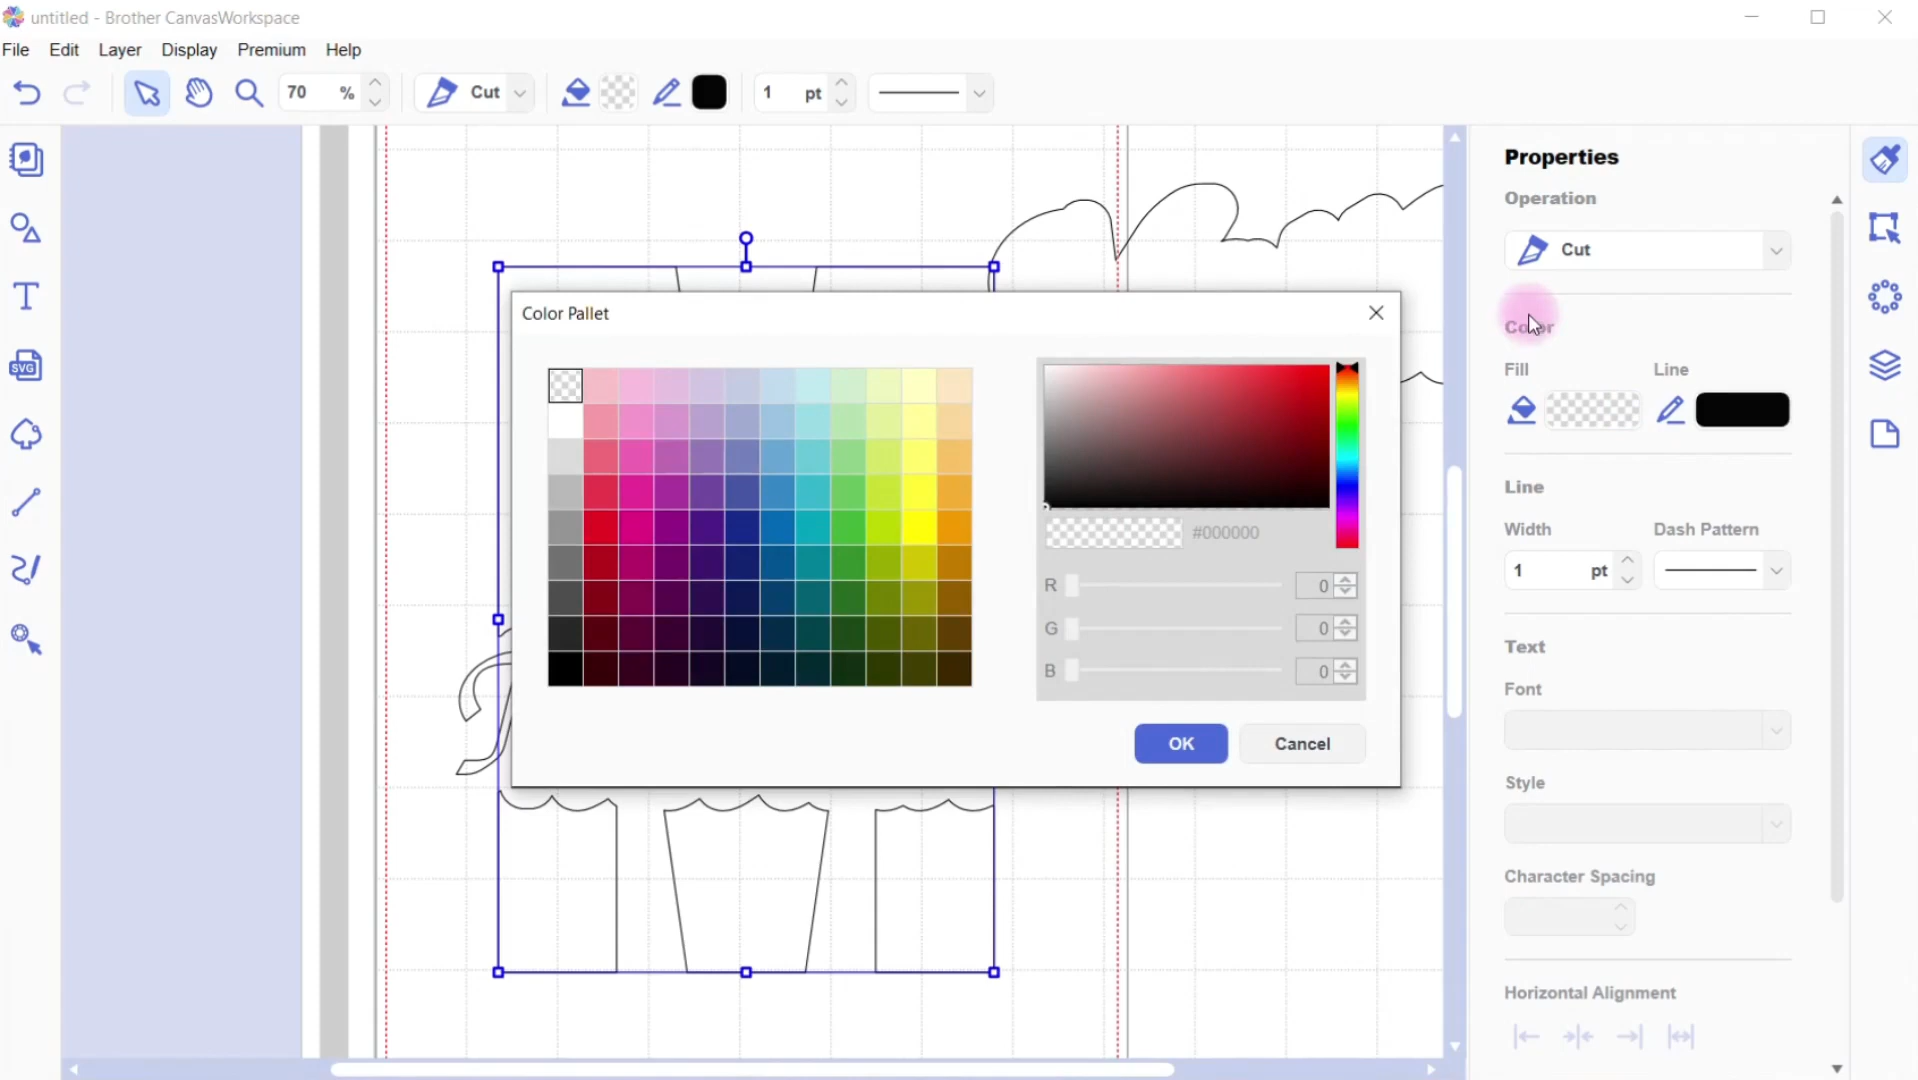 untitled - Brother CanvasWorkspace
File Edit Layer Display Premium Help
70 % Cut 1 pt
SVG
Color Pallet
#000000
R 0
G 0
B 0
OK Cancel
Properties
Operation
Cut
Color
Fill Line
Line
Width Dash Pattern
1 pt
Text
Font
Style
Character Spacing
Horizontal Alignment